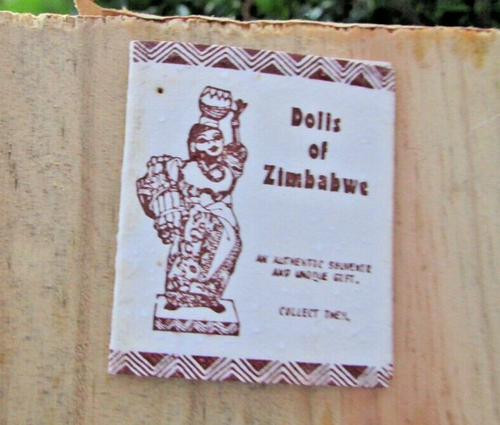 Dolls
of
Zimbabwe
AN AUTHENTIC SOUVENIR
AND UNIQUE GIFT.
COLLECT THEM.